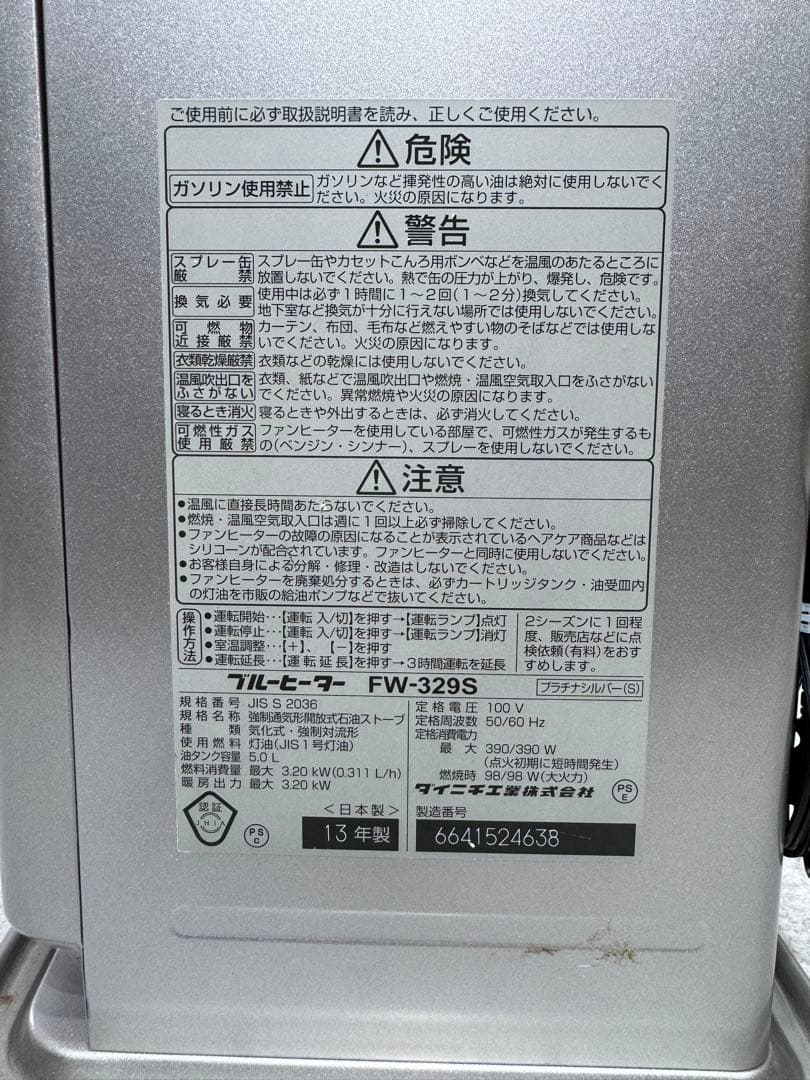 ご使用前に必ず取扱説明書を読み、正しくご使用ください。
危険
ガソリン使用禁止
ガソリンなど揮発性の高い油は絶対に使用しないでく
ださい。火災の原因になります。
警告
スプレー缶
厳禁
スプレー缶やカセットこんろ用ボンベなどを温風のあたるところに
放置しないでください。熱で缶の圧力が上がり、爆発し、危険です。
換気必要
使用中は必ず1時間に1～2回(1～2分)換気してください。
地下室など換気が十分に行えない場所では使用しないでください。
可燃物
近接厳禁
カーテン、布団、毛布など燃えやすい物のそばなどでは使用しな
いでください。火災の原因になります。
衣類乾燥厳禁
衣類などの乾燥には使用しないでください。
温風吹出口を
ふさがない
衣類、紙などで温風吹出口や燃焼・温風空気取入口をふさがない
でください。異常燃焼や火災の原因になります。
寝るとき消火
寝るときや外出するときは、必ず消火してください。
可燃性ガス
使用厳禁
ファンヒーターを使用している部屋で、可燃性ガスが発生するも
の(ベンジン・シンナー)、スプレーを使用しないでください。
注意
●温風に直接長時間あたらないでください。
●燃焼・温風空気取入口は週に1回以上必ず掃除してください。
●ファンヒーターの故障の原因になることが表示されているヘアケア商品などは
シリコーンが配合されています。ファンヒーターと同時に使用しないでください。
●お客様自身による分解・修理・改造はしないでください。
●ファンヒーターを廃棄処分するときは、必ずカートリッジタンク・油受皿内
の灯油を市販の給油ポンプなどで抜いてください。
操作方法
●運転開始…【運転 入/切】を押す→【運転ランプ】点灯
●運転停止…【運転 入/切】を押す→【運転ランプ】消灯
●室温調整…【+】、【−】を押す
●運転延長…【運転延長】を押す→3時間運転を延長
2シーズンに1回程
度、販売店などに点
検依頼(有料)をおす
すめします。
ブルーヒーター FW-329S
プラチナシルバー(S)
規格番号 JIS S 2036
規格名称 強制通気形開放式石油ストーブ
種類 気化式・強制対流形
使用燃料 灯油(JIS1号灯油)
油タンク容量 5.0 L
燃料消費量 最大 3.20 kW(0.311 L/h)
暖房出力 最大 3.20 kW
定格電圧 100 V
定格周波数 50/60 Hz
定格消費電力
最大 390/390 W
(点火初期に短時間発生)
燃焼時 98/98 W(大火力)
ダイニチ工業株式会社
PS
E
認証
JHIA
PS
C
<日本製>
13年製
製造番号
6641524638